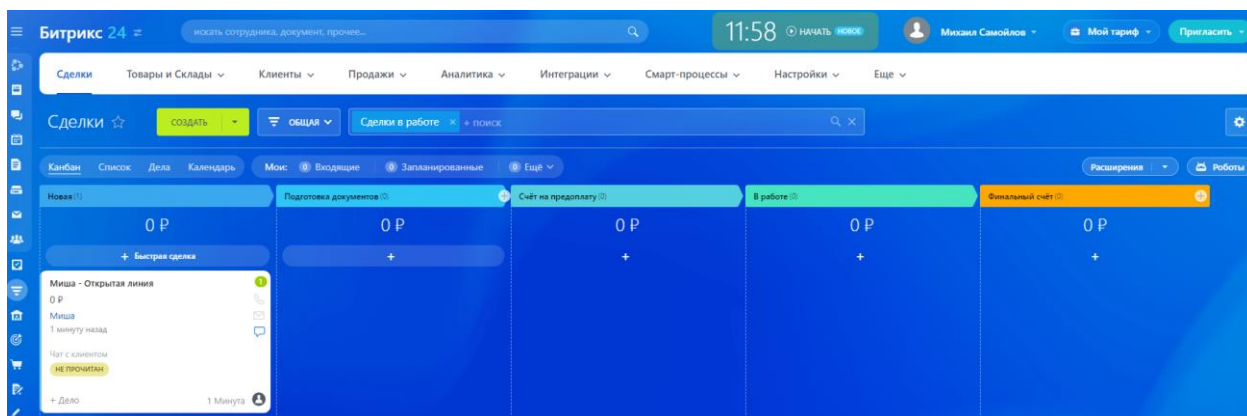 Битрикс 24
искать сотрудника, документ, прочее...
11:58 НАЧАТЬ НОВОЕ
Михаил Самойлов
Мой тариф
Пригласить
Сделки Товары и Склады Клиенты Продажи Аналитика Интеграции Смарт-процессы Настройки Еще
Сделки СОЗДАТЬ ОБЩАЯ Сделки в работе × + поиск
Канбан Список Дела Календарь Мои: 0 Входящие 0 Запланированные 0 Ещё Расширения Роботы
Новая (1) Подготовка документов (0) Счёт на предоплату (0) В работе (0) Финальный счёт (0)
0 ₽ 0 ₽ 0 ₽ 0 ₽ 0 ₽
+ Быстрая сделка + + + +
Миша - Открытая линия 1
0 ₽
Миша
1 минуту назад
Чат с клиентом
НЕ ПРОЧИТАН
+ Дело 1 Минута